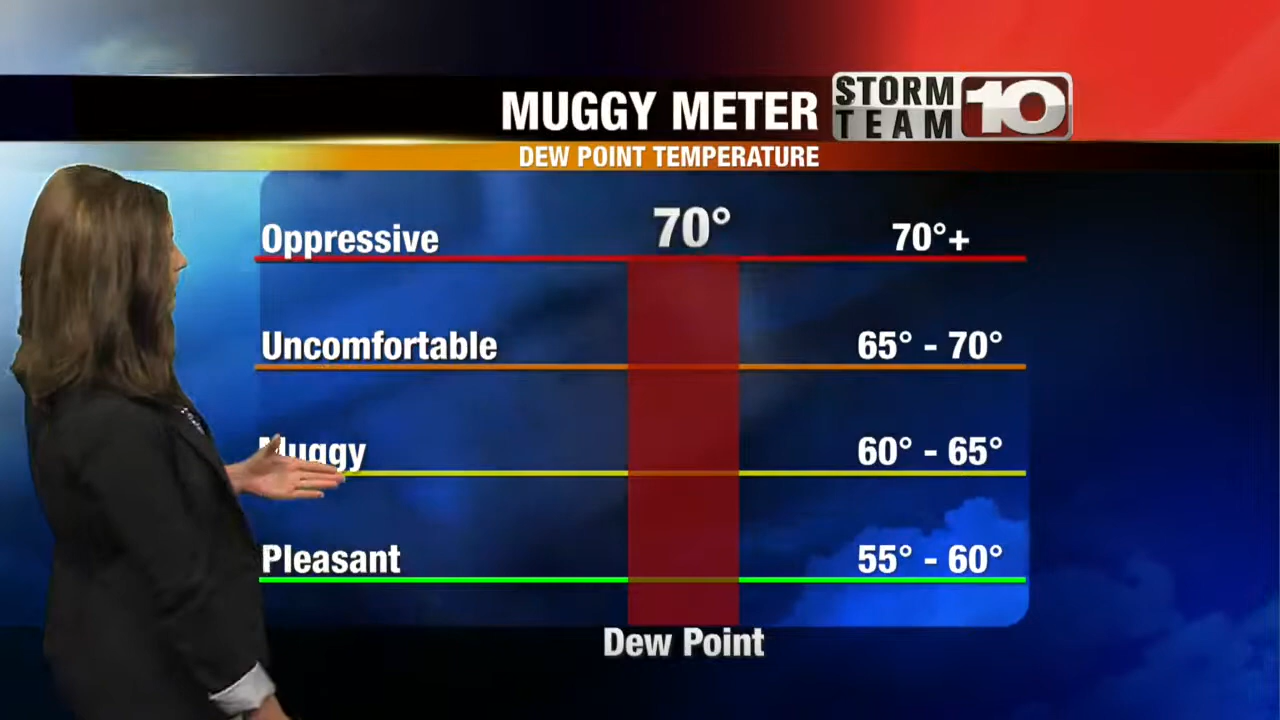 MUGGY METER
STORM TEAM 10
DEW POINT TEMPERATURE
Oppressive 70° 70°+
Uncomfortable 65° - 70°
Muggy 60° - 65°
Pleasant 55° - 60°
Dew Point